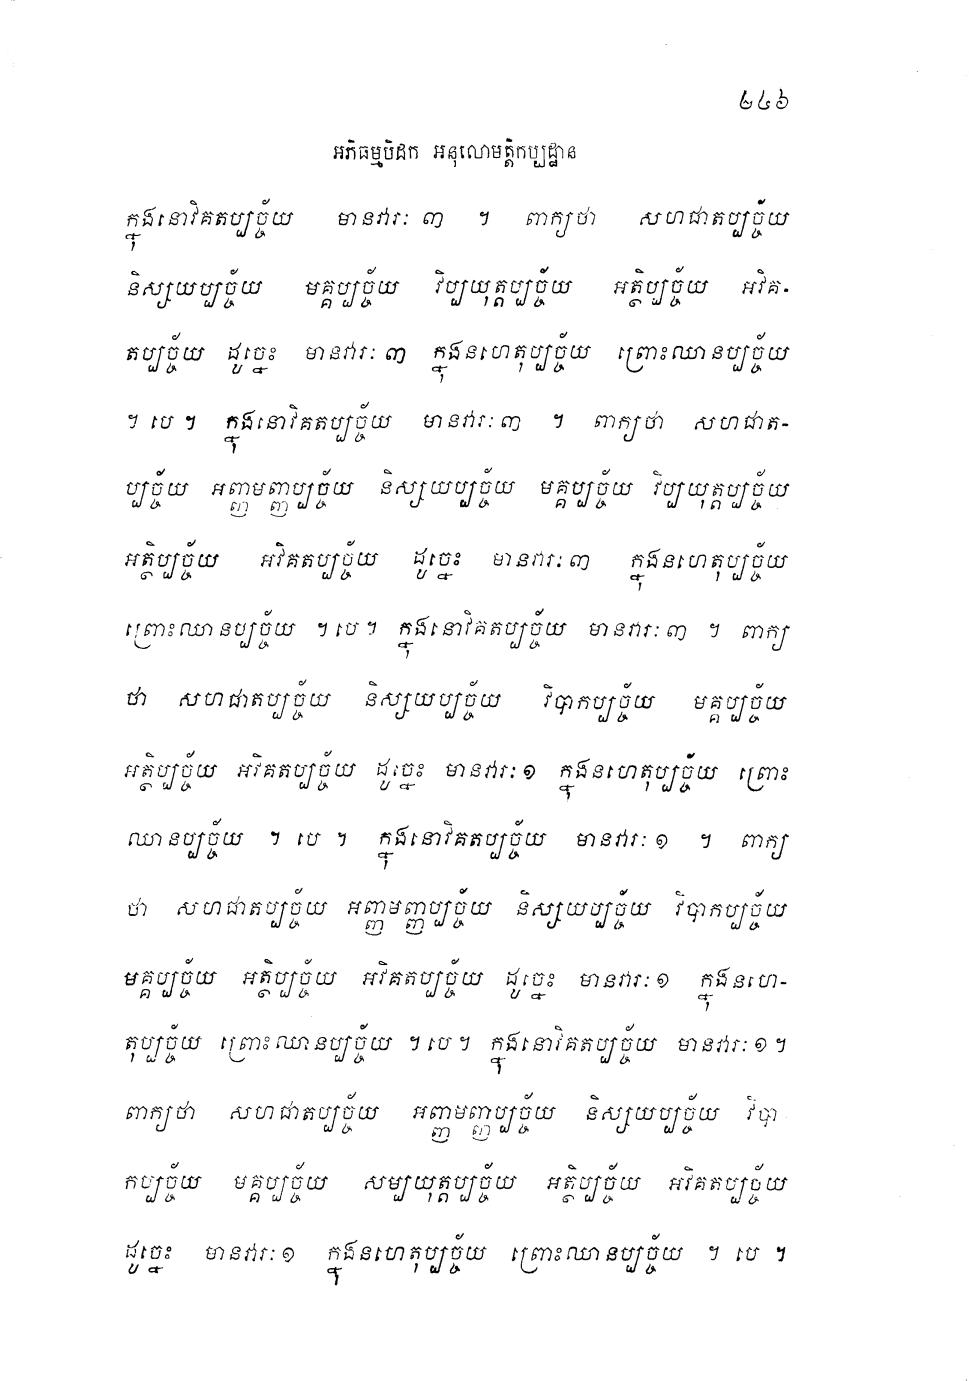 ២៤៦
អភិធម្មបិដក អនុលោមត្តិកប្បដ្ឋាន
ក្នុងនោវិគតប្បច្ច័យ មានវារៈ ៣ ។ ពាក្យថា សហជាតប្បច្ច័យ
និស្សយប្បច្ច័យ មគ្គប្បច្ច័យ វិប្បយុត្តប្បច្ច័យ អត្ថិប្បច្ច័យ អវិគ-
តប្បច្ច័យ ដូច្នេះ មានវារៈ ៣ ក្នុងនហេតុប្បច្ច័យ ព្រោះឈានប្បច្ច័យ
។ បេ ។ ក្នុងនោវិគតប្បច្ច័យ មានវារៈ ៣ ។ ពាក្យថា សហជាត-
ប្បច្ច័យ អញ្ញមញ្ញប្បច្ច័យ និស្សយប្បច្ច័យ មគ្គប្បច្ច័យ វិប្បយុត្តប្បច្ច័យ
អត្ថិប្បច្ច័យ អវិគតប្បច្ច័យ ដូច្នេះ មានវារៈ ៣ ក្នុងនហេតុប្បច្ច័យ
ព្រោះឈានប្បច្ច័យ ។ បេ ។ ក្នុងនោវិគតប្បច្ច័យ មានវារៈ ៣ ។ ពាក្យ
ថា សហជាតប្បច្ច័យ និស្សយប្បច្ច័យ វិបាកប្បច្ច័យ មគ្គប្បច្ច័យ
អត្ថិប្បច្ច័យ អវិគតប្បច្ច័យ ដូច្នេះ មានវារៈ ១ ក្នុងនហេតុប្បច្ច័យ ព្រោះ
ឈានប្បច្ច័យ ។ បេ ។ ក្នុងនោវិគតប្បច្ច័យ មានវារៈ ១ ។ ពាក្យ
ថា សហជាតប្បច្ច័យ អញ្ញមញ្ញប្បច្ច័យ និស្សយប្បច្ច័យ វិបាកប្បច្ច័យ
មគ្គប្បច្ច័យ អត្ថិប្បច្ច័យ អវិគតប្បច្ច័យ ដូច្នេះ មានវារៈ ១ ក្នុងនហេ-
តុប្បច្ច័យ ព្រោះឈានប្បច្ច័យ ។ បេ ។ ក្នុងនោវិគតប្បច្ច័យ មានវារៈ ១ ។
ពាក្យថា សហជាតប្បច្ច័យ អញ្ញមញ្ញប្បច្ច័យ និស្សយប្បច្ច័យ វិបា
កប្បច្ច័យ មគ្គប្បច្ច័យ សម្បយុត្តប្បច្ច័យ អត្ថិប្បច្ច័យ អវិគតប្បច្ច័យ
ដូច្នេះ មានវារៈ ១ ក្នុងនហេតុប្បច្ច័យ ព្រោះឈានប្បច្ច័យ ។ បេ ។